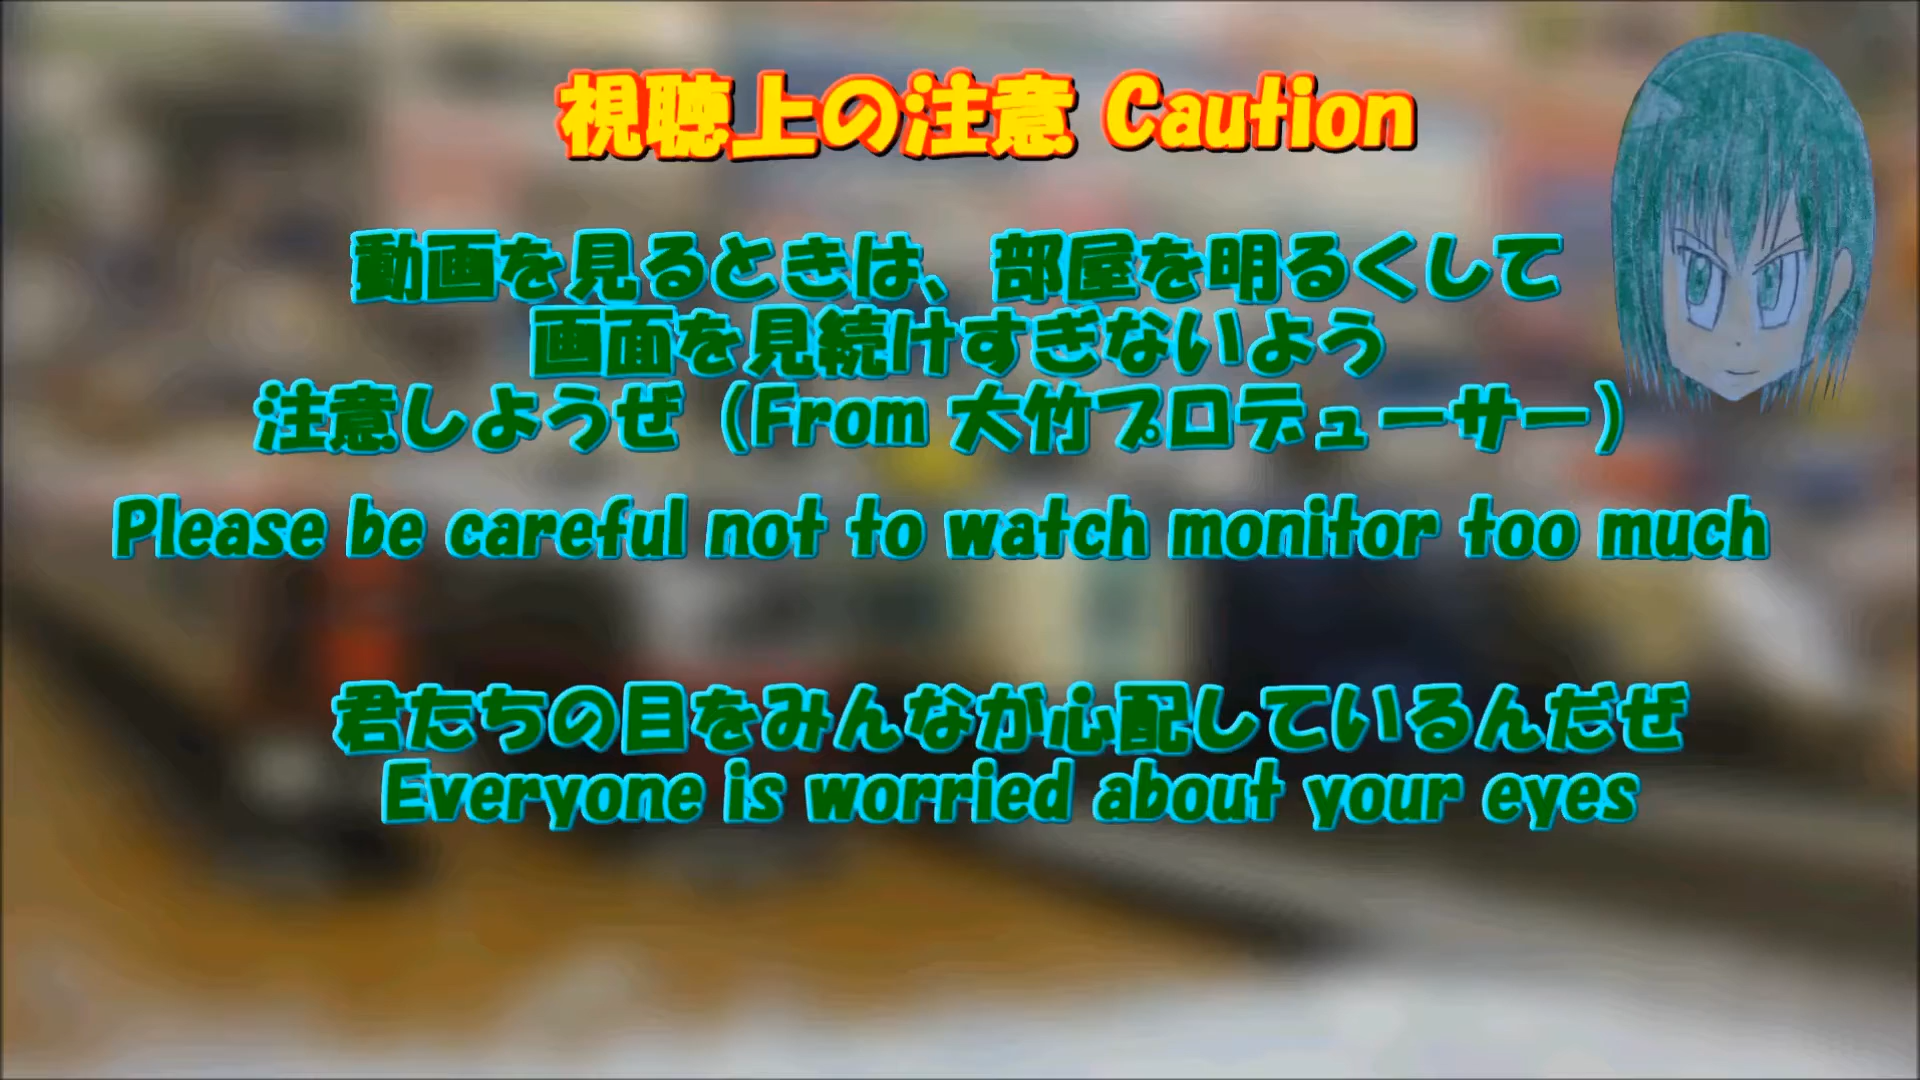 視聴上の注意 Caution
動画を見るときは、部屋を明るくして
画面を見続けすぎないよう
注意しようぜ（From 大竹プロデューサー）
Please be careful not to watch monitor too much
君たちの目をみんなが心配しているんだぜ
Everyone is worried about your eyes